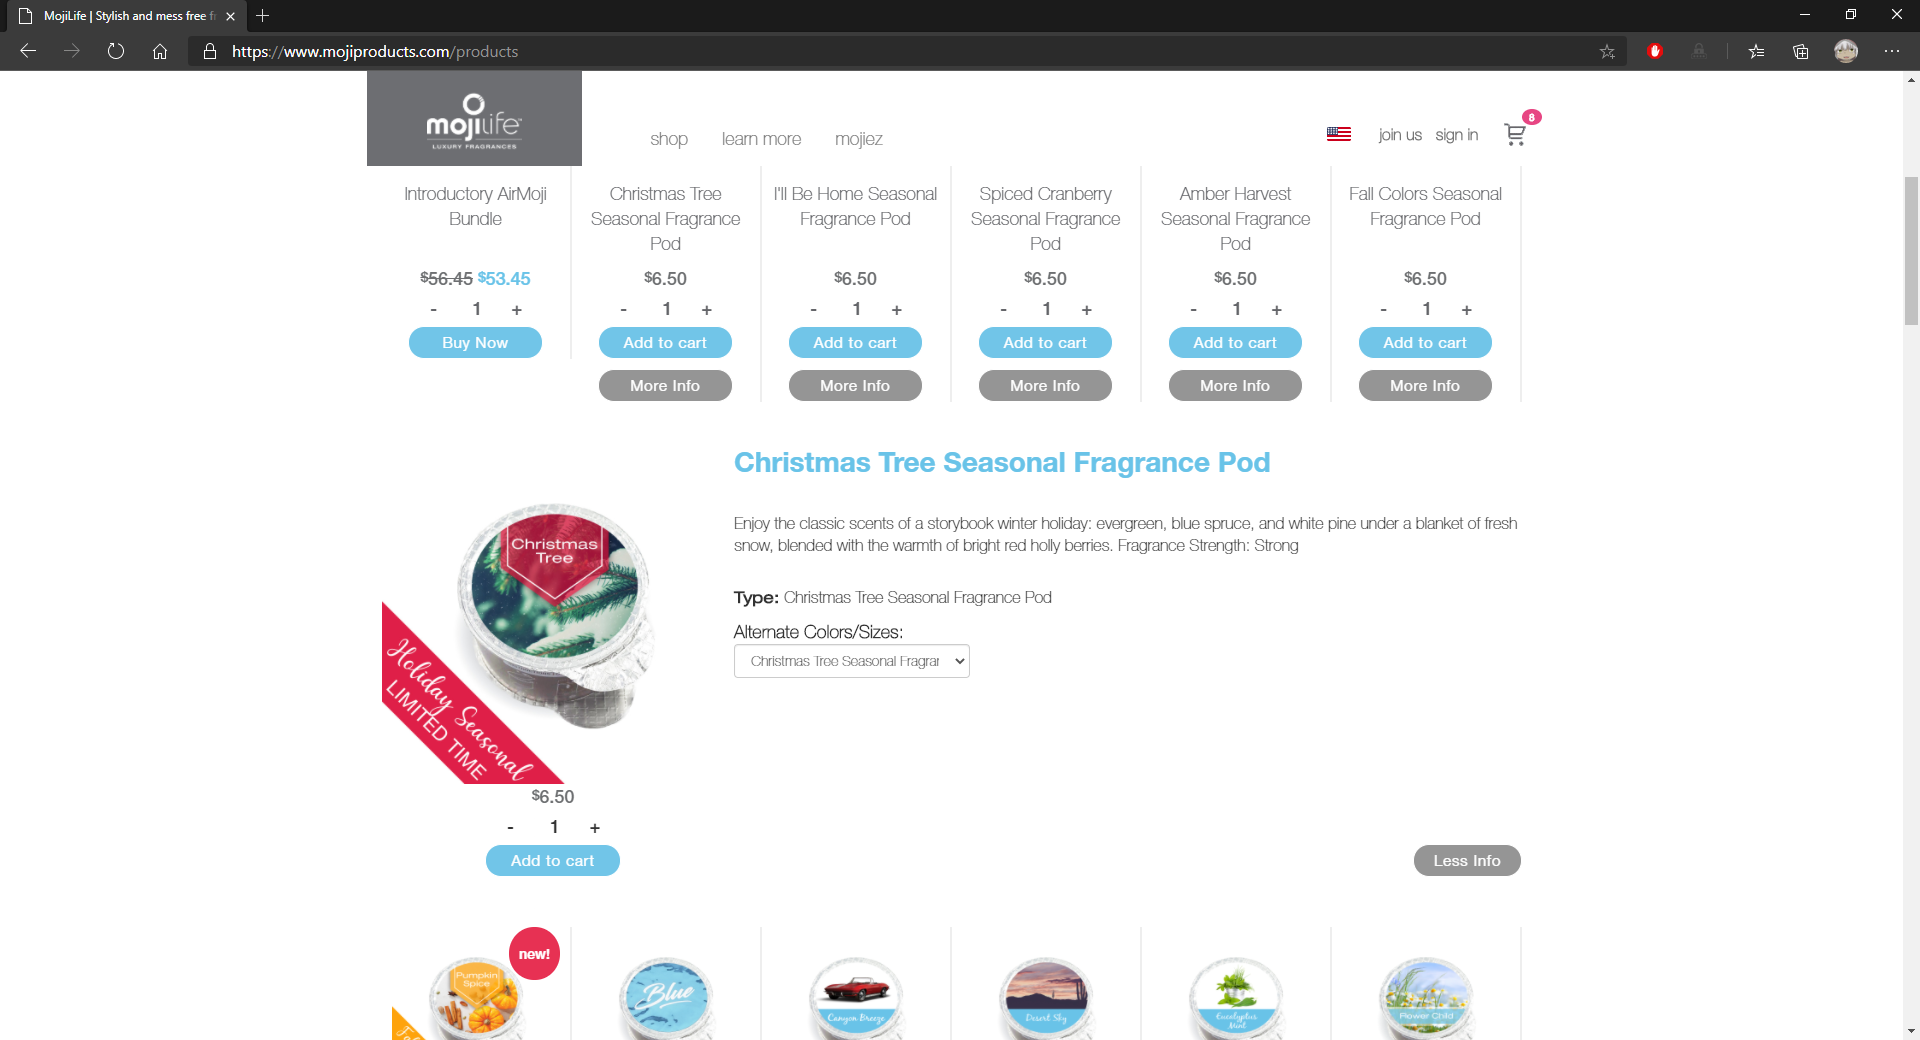 MojiLife | Stylish and mess free f
https://www.mojiproducts.com/products
mojilife
LUXURY FRAGRANCES
shop learn more mojiez
join us sign in
8
Introductory AirMoji
Bundle
$56.45 $53.45
- 1 +
Buy Now
Christmas Tree
Seasonal Fragrance
Pod
$6.50
- 1 +
Add to cart
More Info
I'll Be Home Seasonal
Fragrance Pod
$6.50
- 1 +
Add to cart
More Info
Spiced Cranberry
Seasonal Fragrance
Pod
$6.50
- 1 +
Add to cart
More Info
Amber Harvest
Seasonal Fragrance
Pod
$6.50
- 1 +
Add to cart
More Info
Fall Colors Seasonal
Fragrance Pod
$6.50
- 1 +
Add to cart
More Info
Christmas
Tree
Holiday Seasonal
LIMITED TIME
$6.50
- 1 +
Add to cart
Christmas Tree Seasonal Fragrance Pod
Enjoy the classic scents of a storybook winter holiday: evergreen, blue spruce, and white pine under a blanket of fresh
snow, blended with the warmth of bright red holly berries. Fragrance Strength: Strong
Type: Christmas Tree Seasonal Fragrance Pod
Alternate Colors/Sizes:
Christmas Tree Seasonal Fragrar
Less Info
new!
Pumpkin
Spice
Blue
Canyon Breeze
Desert Sky
Eucalyptus
Mint
Flower Child